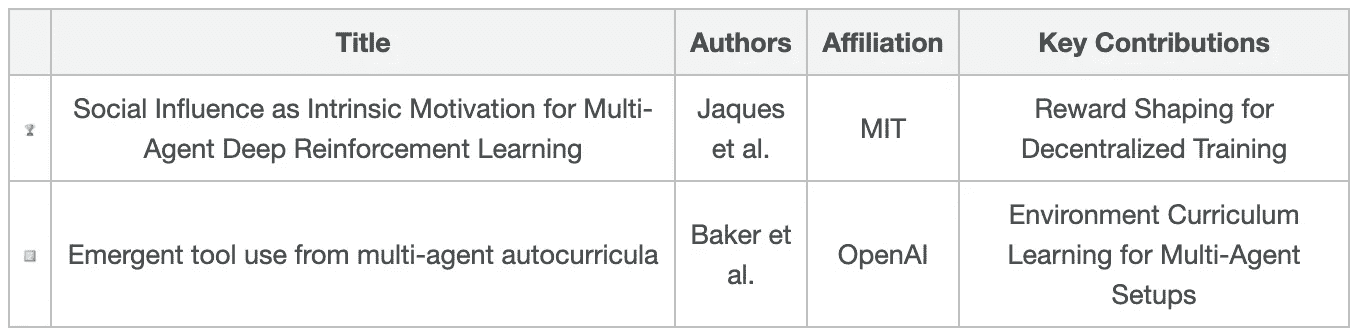 Title
Authors
Affiliation
Key Contributions
Social Influence as Intrinsic Motivation for Multi-
Agent Deep Reinforcement Learning
Jaques
et al.
MIT
Reward Shaping for
Decentralized Training
Emergent tool use from multi-agent autocurricula
Baker et
al.
OpenAI
Environment Curriculum
Learning for Multi-Agent
Setups